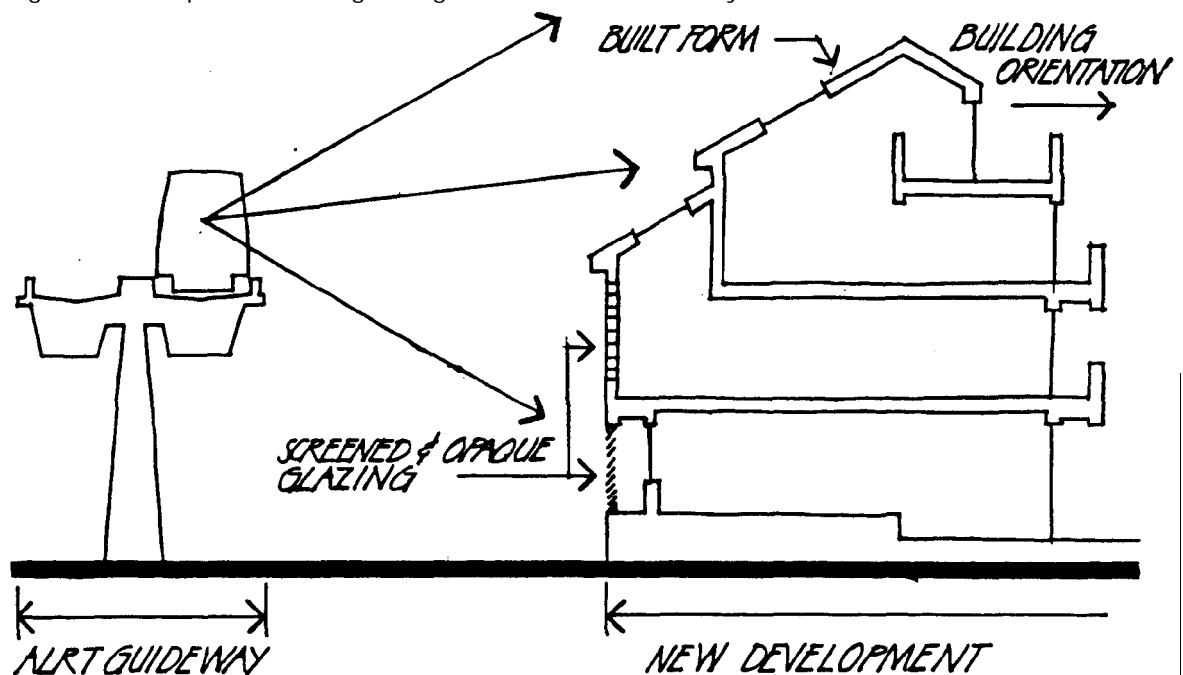 BUILT FORM
BUILDING
ORIENTATION
SCREENED & OPAQUE
GLAZING
ALRT GUIDEWAY
NEW DEVELOPMENT